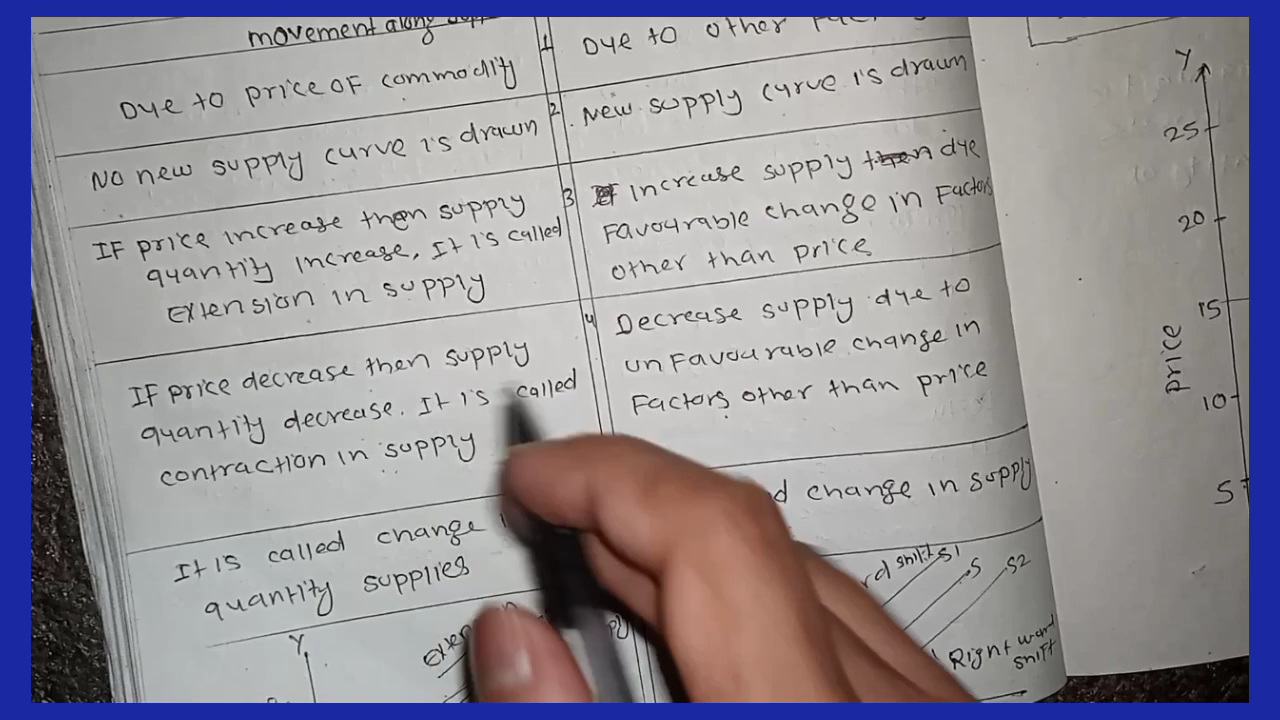 movement along
Due to price of commodity
No new supply curve is drawn
If price increase then supply
quantity increase, It is called
Extension in supply
If price decrease then supply
quantity decrease. It is called
contraction in supply
It is called change
quantity supplies
Y
1
Due to other
2
New supply curve is drawn
3
Increase supply then due
Favourable change in Factors
other than price
4
Decrease supply due to
unFavourable change in
Factors other than price
change in supply
shift S1
S
S2
Right ward
shift
Y
25
20
15
10
5
price